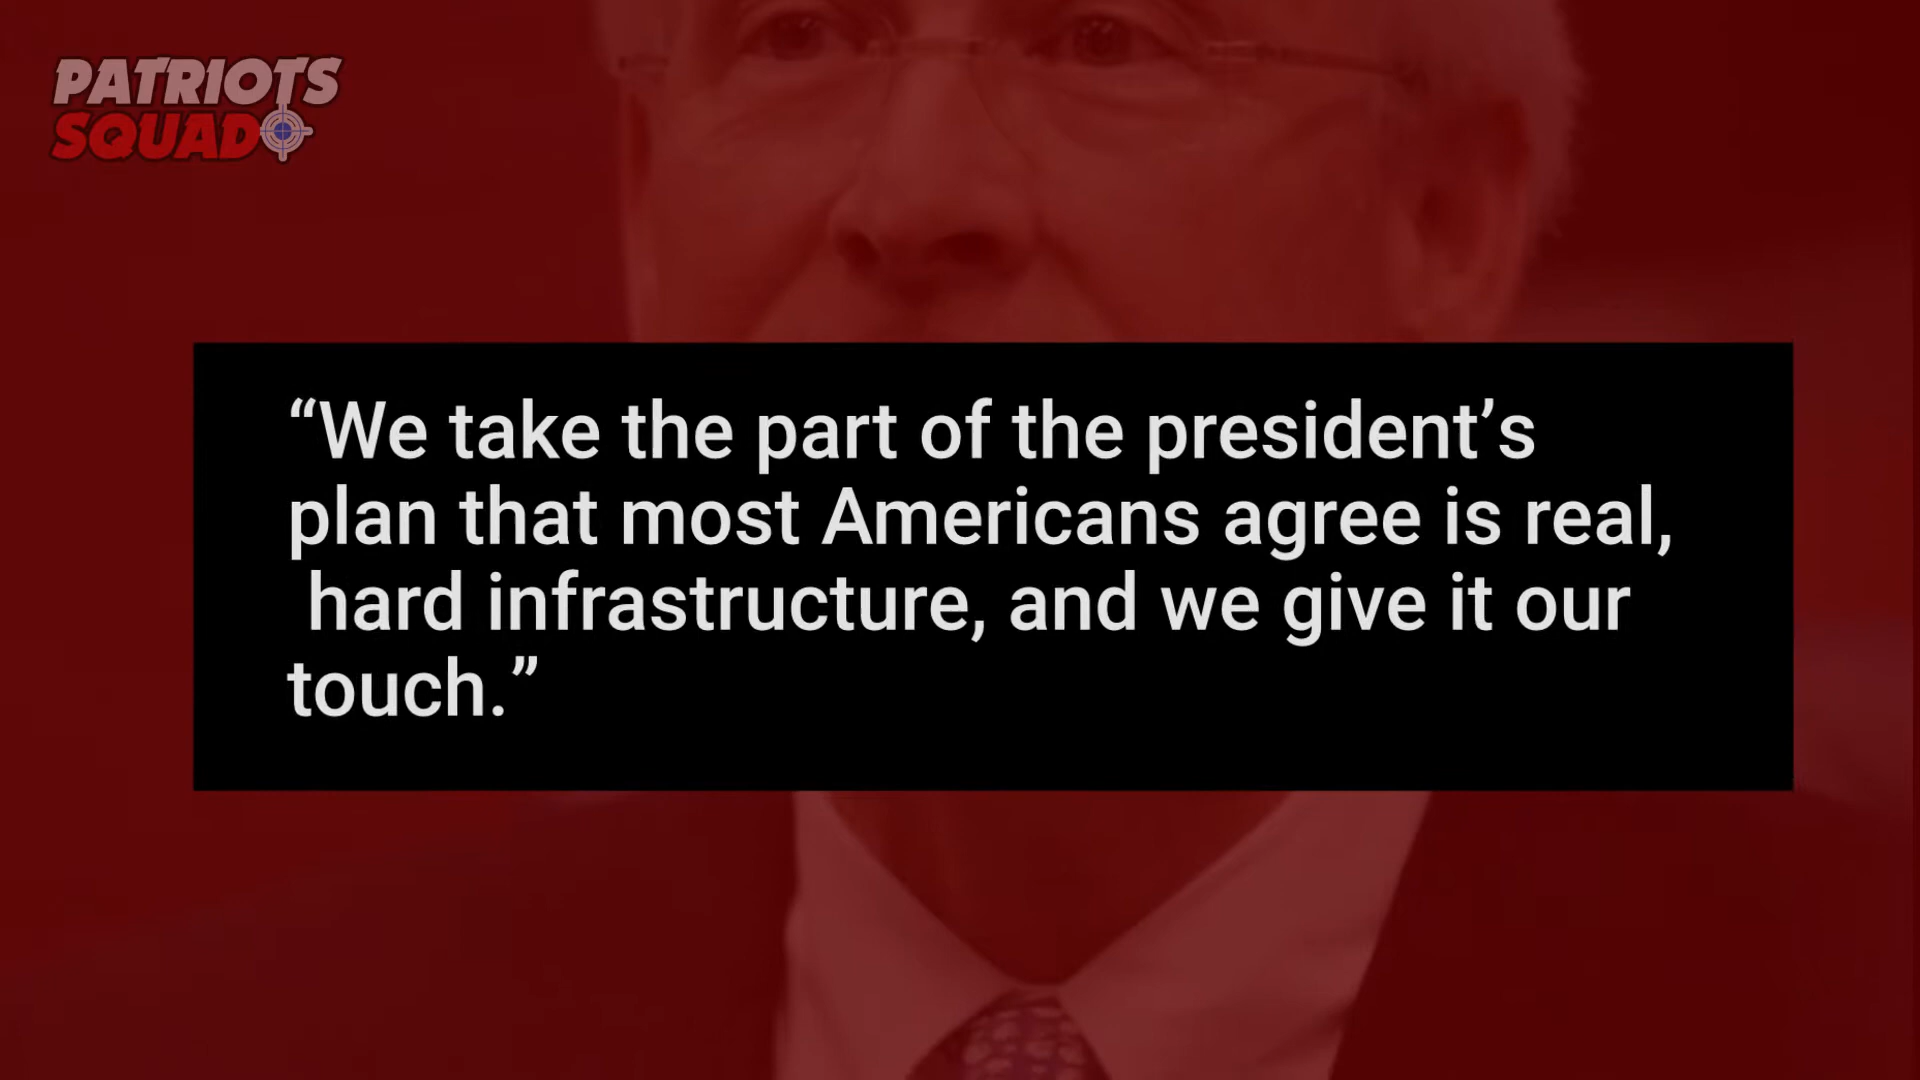 PATRIOTS
SQUAD
“We take the part of the president’s
plan that most Americans agree is real,
hard infrastructure, and we give it our
touch.”